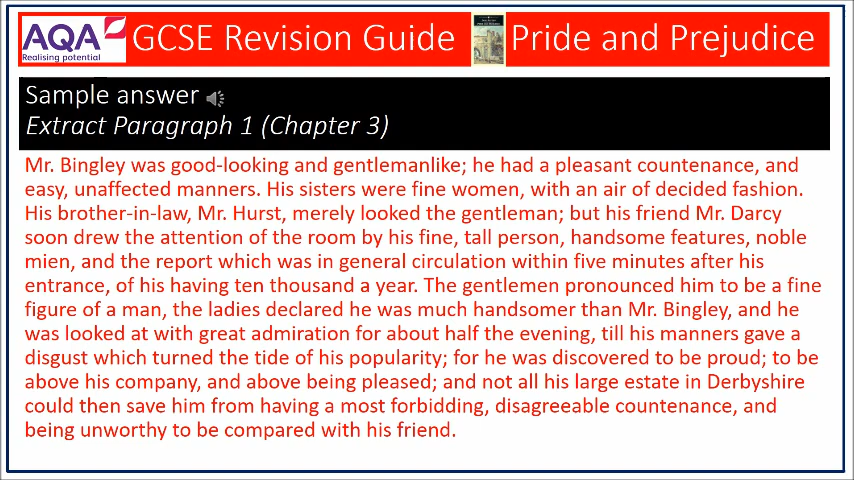 AQA GCSE Revision Guide Pride and Prejudice
Realising potential
Sample answer
Extract Paragraph 1 (Chapter 3)
Mr. Bingley was good-looking and gentlemanlike; he had a pleasant countenance, and
easy, unaffected manners. His sisters were fine women, with an air of decided fashion.
His brother-in-law, Mr. Hurst, merely looked the gentleman; but his friend Mr. Darcy
soon drew the attention of the room by his fine, tall person, handsome features, noble
mien, and the report which was in general circulation within five minutes after his
entrance, of his having ten thousand a year. The gentlemen pronounced him to be a fine
figure of a man, the ladies declared he was much handsomer than Mr. Bingley, and he
was looked at with great admiration for about half the evening, till his manners gave a
disgust which turned the tide of his popularity; for he was discovered to be proud; to be
above his company, and above being pleased; and not all his large estate in Derbyshire
could then save him from having a most forbidding, disagreeable countenance, and
being unworthy to be compared with his friend.